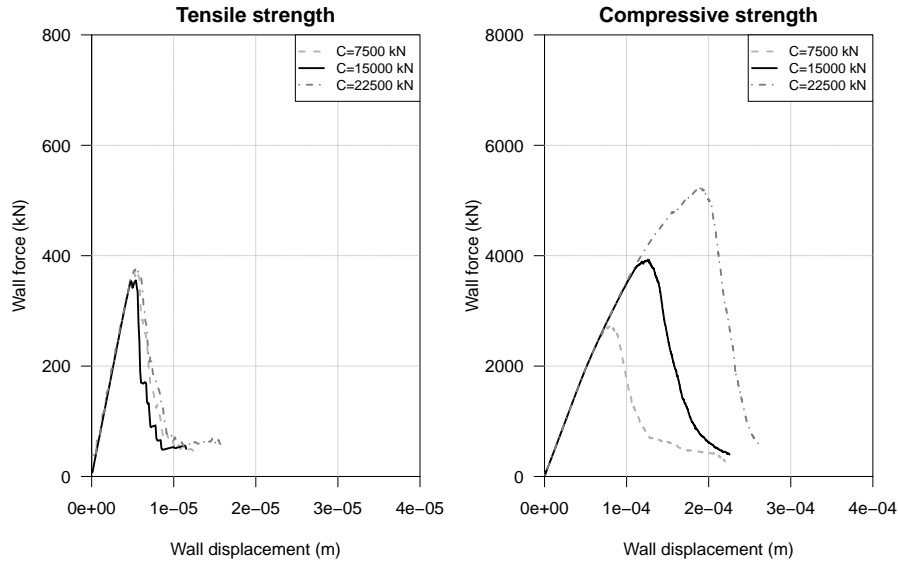 Tensile strength
800
600
400
200
0
0e+00
1e−05
2e−05
3e−05
4e−05
Wall displacement (m)
Wall force (kN)
C=7500 kN
C=15000 kN
C=22500 kN
Compressive strength
8000
6000
4000
2000
0
0e+00
1e−04
2e−04
3e−04
4e−04
Wall displacement (m)
Wall force (kN)
C=7500 kN
C=15000 kN
C=22500 kN